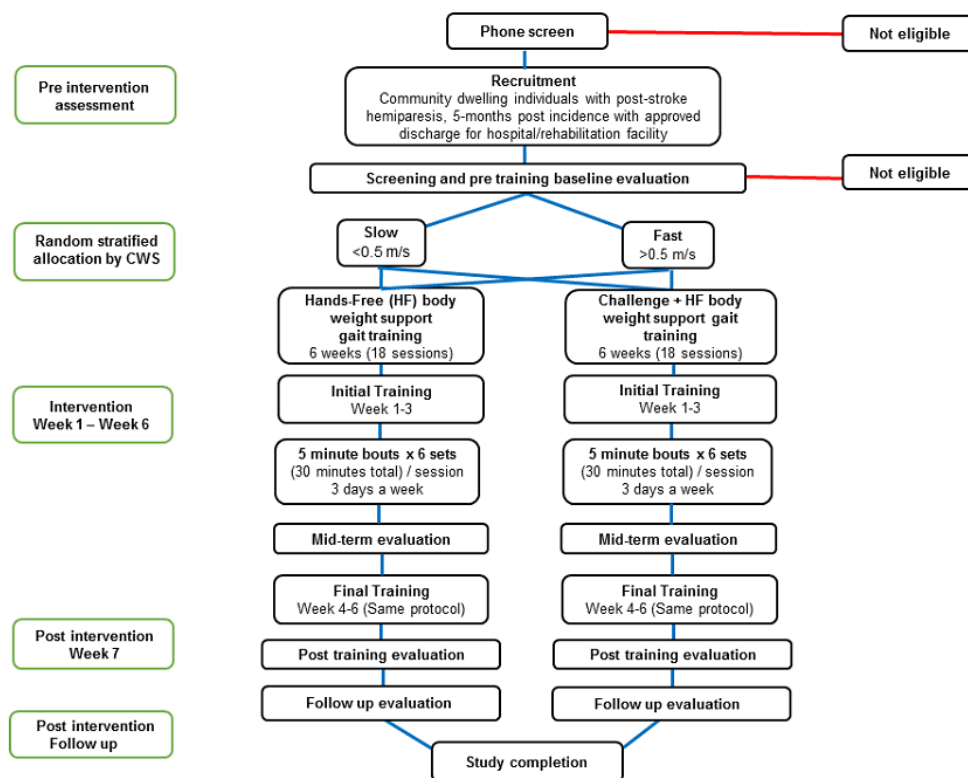 Phone screen
Not eligible
Pre intervention
assessment
Recruitment
Community dwelling individuals with post-stroke
hemiparesis, 5-months post incidence with approved
discharge for hospital/rehabilitation facility
Screening and pre training baseline evaluation
Not eligible
Random stratified
allocation by CWS
Slow
<0.5 m/s
Fast
>0.5 m/s
Hands-Free (HF) body
weight support
gait training
6 weeks (18 sessions)
Challenge + HF body
weight support gait
training
6 weeks (18 sessions)
Intervention
Week 1 – Week 6
Initial Training
Week 1-3
Initial Training
Week 1-3
5 minute bouts x 6 sets
(30 minutes total) / session
3 days a week
5 minute bouts x 6 sets
(30 minutes total) / session
3 days a week
Mid-term evaluation
Mid-term evaluation
Final Training
Week 4-6 (Same protocol)
Final Training
Week 4-6 (Same protocol)
Post intervention
Week 7
Post training evaluation
Post training evaluation
Follow up evaluation
Follow up evaluation
Post intervention
Follow up
Study completion